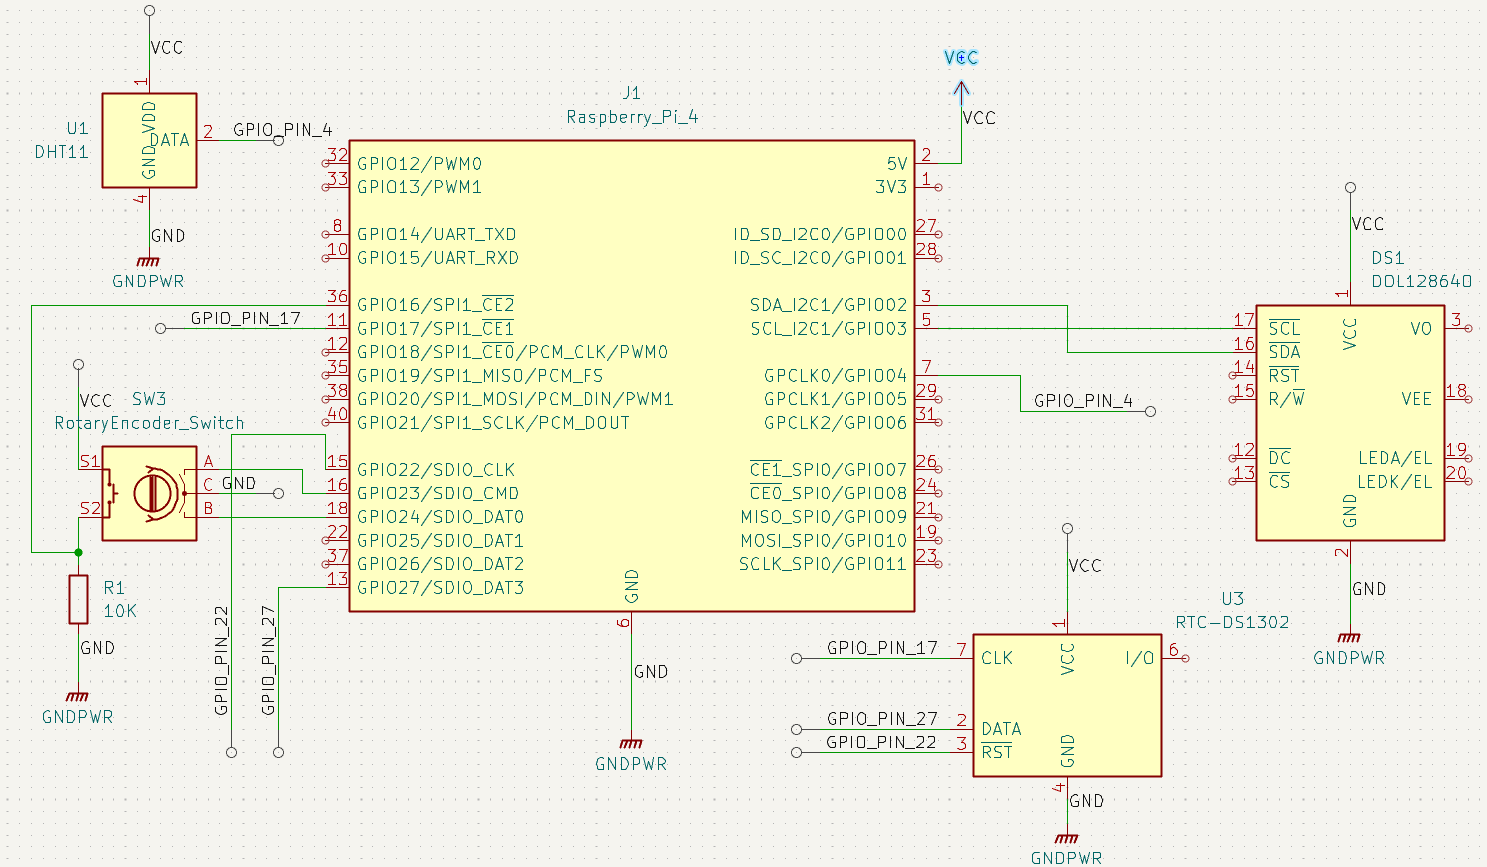 VCC
1
U1
DHT11
VDD
DATA
GND
2
GPIO_PIN_4
4
GND
GNDPWR
J1
Raspberry_Pi_4
VCC
VCC
32 GPIO12/PWM0
33 GPIO13/PWM1
8 GPIO14/UART_TXD
10 GPIO15/UART_RXD
36 GPIO16/SPI1_CE2
GPIO_PIN_17
11 GPIO17/SPI1_CE1
12 GPIO18/SPI1_CE0/PCM_CLK/PWM0
35 GPIO19/SPI1_MISO/PCM_FS
38 GPIO20/SPI1_MOSI/PCM_DIN/PWM1
40 GPIO21/SPI1_SCLK/PCM_DOUT
15 GPIO22/SDIO_CLK
16 GPIO23/SDIO_CMD
18 GPIO24/SDIO_DAT0
22 GPIO25/SDIO_DAT1
37 GPIO26/SDIO_DAT2
13 GPIO27/SDIO_DAT3
5V 2
3V3 1
ID_SD_I2C0/GPIO00 27
ID_SC_I2C0/GPIO01 28
SDA_I2C1/GPIO02 3
SCL_I2C1/GPIO03 5
GPCLK0/GPIO04 7
GPCLK1/GPIO05 29
GPCLK2/GPIO06 31
CE1_SPI0/GPIO07 26
CE0_SPI0/GPIO08 24
MISO_SPI0/GPIO09 21
MOSI_SPI0/GPIO10 19
SCLK_SPI0/GPIO11 23
GND
6
GND
GNDPWR
GPIO_PIN_4
VCC
SW3
RotaryEncoder_Switch
S1
S2
A
C
B
GND
R1
10K
GND
GNDPWR
GPIO_PIN_22
GPIO_PIN_27
VCC
DS1
DOL128640
1
VCC
17 SCL
16 SDA
14 RST
15 R/W
12 DC
13 CS
VO 3
VEE 18
LEDA/EL 19
LEDK/EL 20
GND
2
GND
GNDPWR
VCC
U3
RTC-DS1302
1
VCC
GPIO_PIN_17 7 CLK
I/O 6
GPIO_PIN_27 2 DATA
GPIO_PIN_22 3 RST
GND
4
GND
GNDPWR